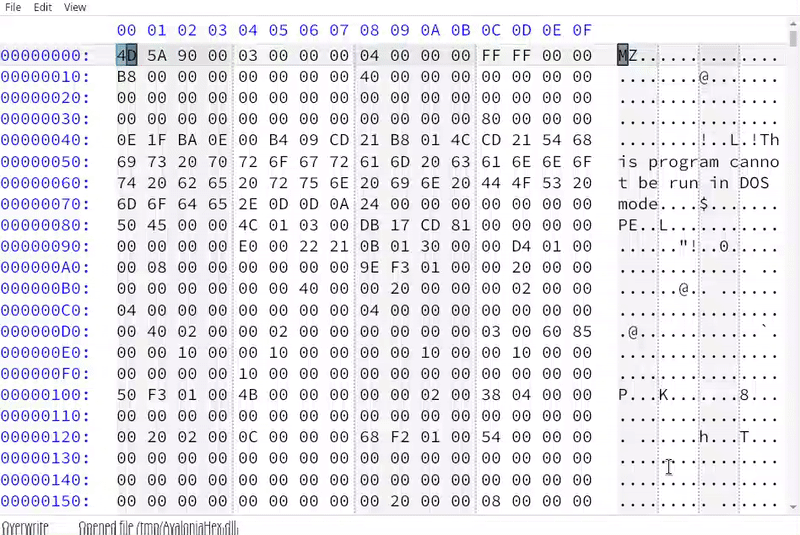 File Edit View
00 01 02 03 04 05 06 07 08 09 0A 0B 0C 0D 0E 0F
00000000: 4D 5A 90 00 03 00 00 00 04 00 00 00 FF FF 00 00 MZ..............
00000010: B8 00 00 00 00 00 00 00 40 00 00 00 00 00 00 00 ........@.......
00000020: 00 00 00 00 00 00 00 00 00 00 00 00 00 00 00 00 ................
00000030: 00 00 00 00 00 00 00 00 00 00 00 00 80 00 00 00 ................
00000040: 0E 1F BA 0E 00 B4 09 CD 21 B8 01 4C CD 21 54 68 ........!..L.!Th
00000050: 69 73 20 70 72 6F 67 72 61 6D 20 63 61 6E 6E 6F is program canno
00000060: 74 20 62 65 20 72 75 6E 20 69 6E 20 44 4F 53 20 t be run in DOS
00000070: 6D 6F 64 65 2E 0D 0D 0A 24 00 00 00 00 00 00 00 mode....$.......
00000080: 50 45 00 00 4C 01 03 00 DB 17 CD 81 00 00 00 00 PE..L...........
00000090: 00 00 00 00 E0 00 22 21 0B 01 30 00 00 D4 01 00 ......"!..0.....
000000A0: 00 08 00 00 00 00 00 00 9E F3 01 00 00 20 00 00 ............. ..
000000B0: 00 00 00 00 00 00 40 00 00 20 00 00 00 02 00 00 ......@.. ......
000000C0: 04 00 00 00 00 00 00 00 04 00 00 00 00 00 00 00 ................
000000D0: 00 40 02 00 00 02 00 00 00 00 00 00 03 00 60 85 .@............`.
000000E0: 00 00 10 00 00 10 00 00 00 00 10 00 00 10 00 00 ................
000000F0: 00 00 00 00 10 00 00 00 00 00 00 00 00 00 00 00 ................
00000100: 50 F3 01 00 4B 00 00 00 00 00 02 00 38 04 00 00 P...K.......8...
00000110: 00 00 00 00 00 00 00 00 00 00 00 00 00 00 00 00 ................
00000120: 00 20 02 00 0C 00 00 00 68 F2 01 00 54 00 00 00 . ......h...T...
00000130: 00 00 00 00 00 00 00 00 00 00 00 00 00 00 00 00 ................
00000140: 00 00 00 00 00 00 00 00 00 00 00 00 00 00 00 00 ................
00000150: 00 00 00 00 00 00 00 00 00 20 00 00 08 00 00 00 ......... ......
Overwrite Opened file (tmp/AvaloniaHex.dll)